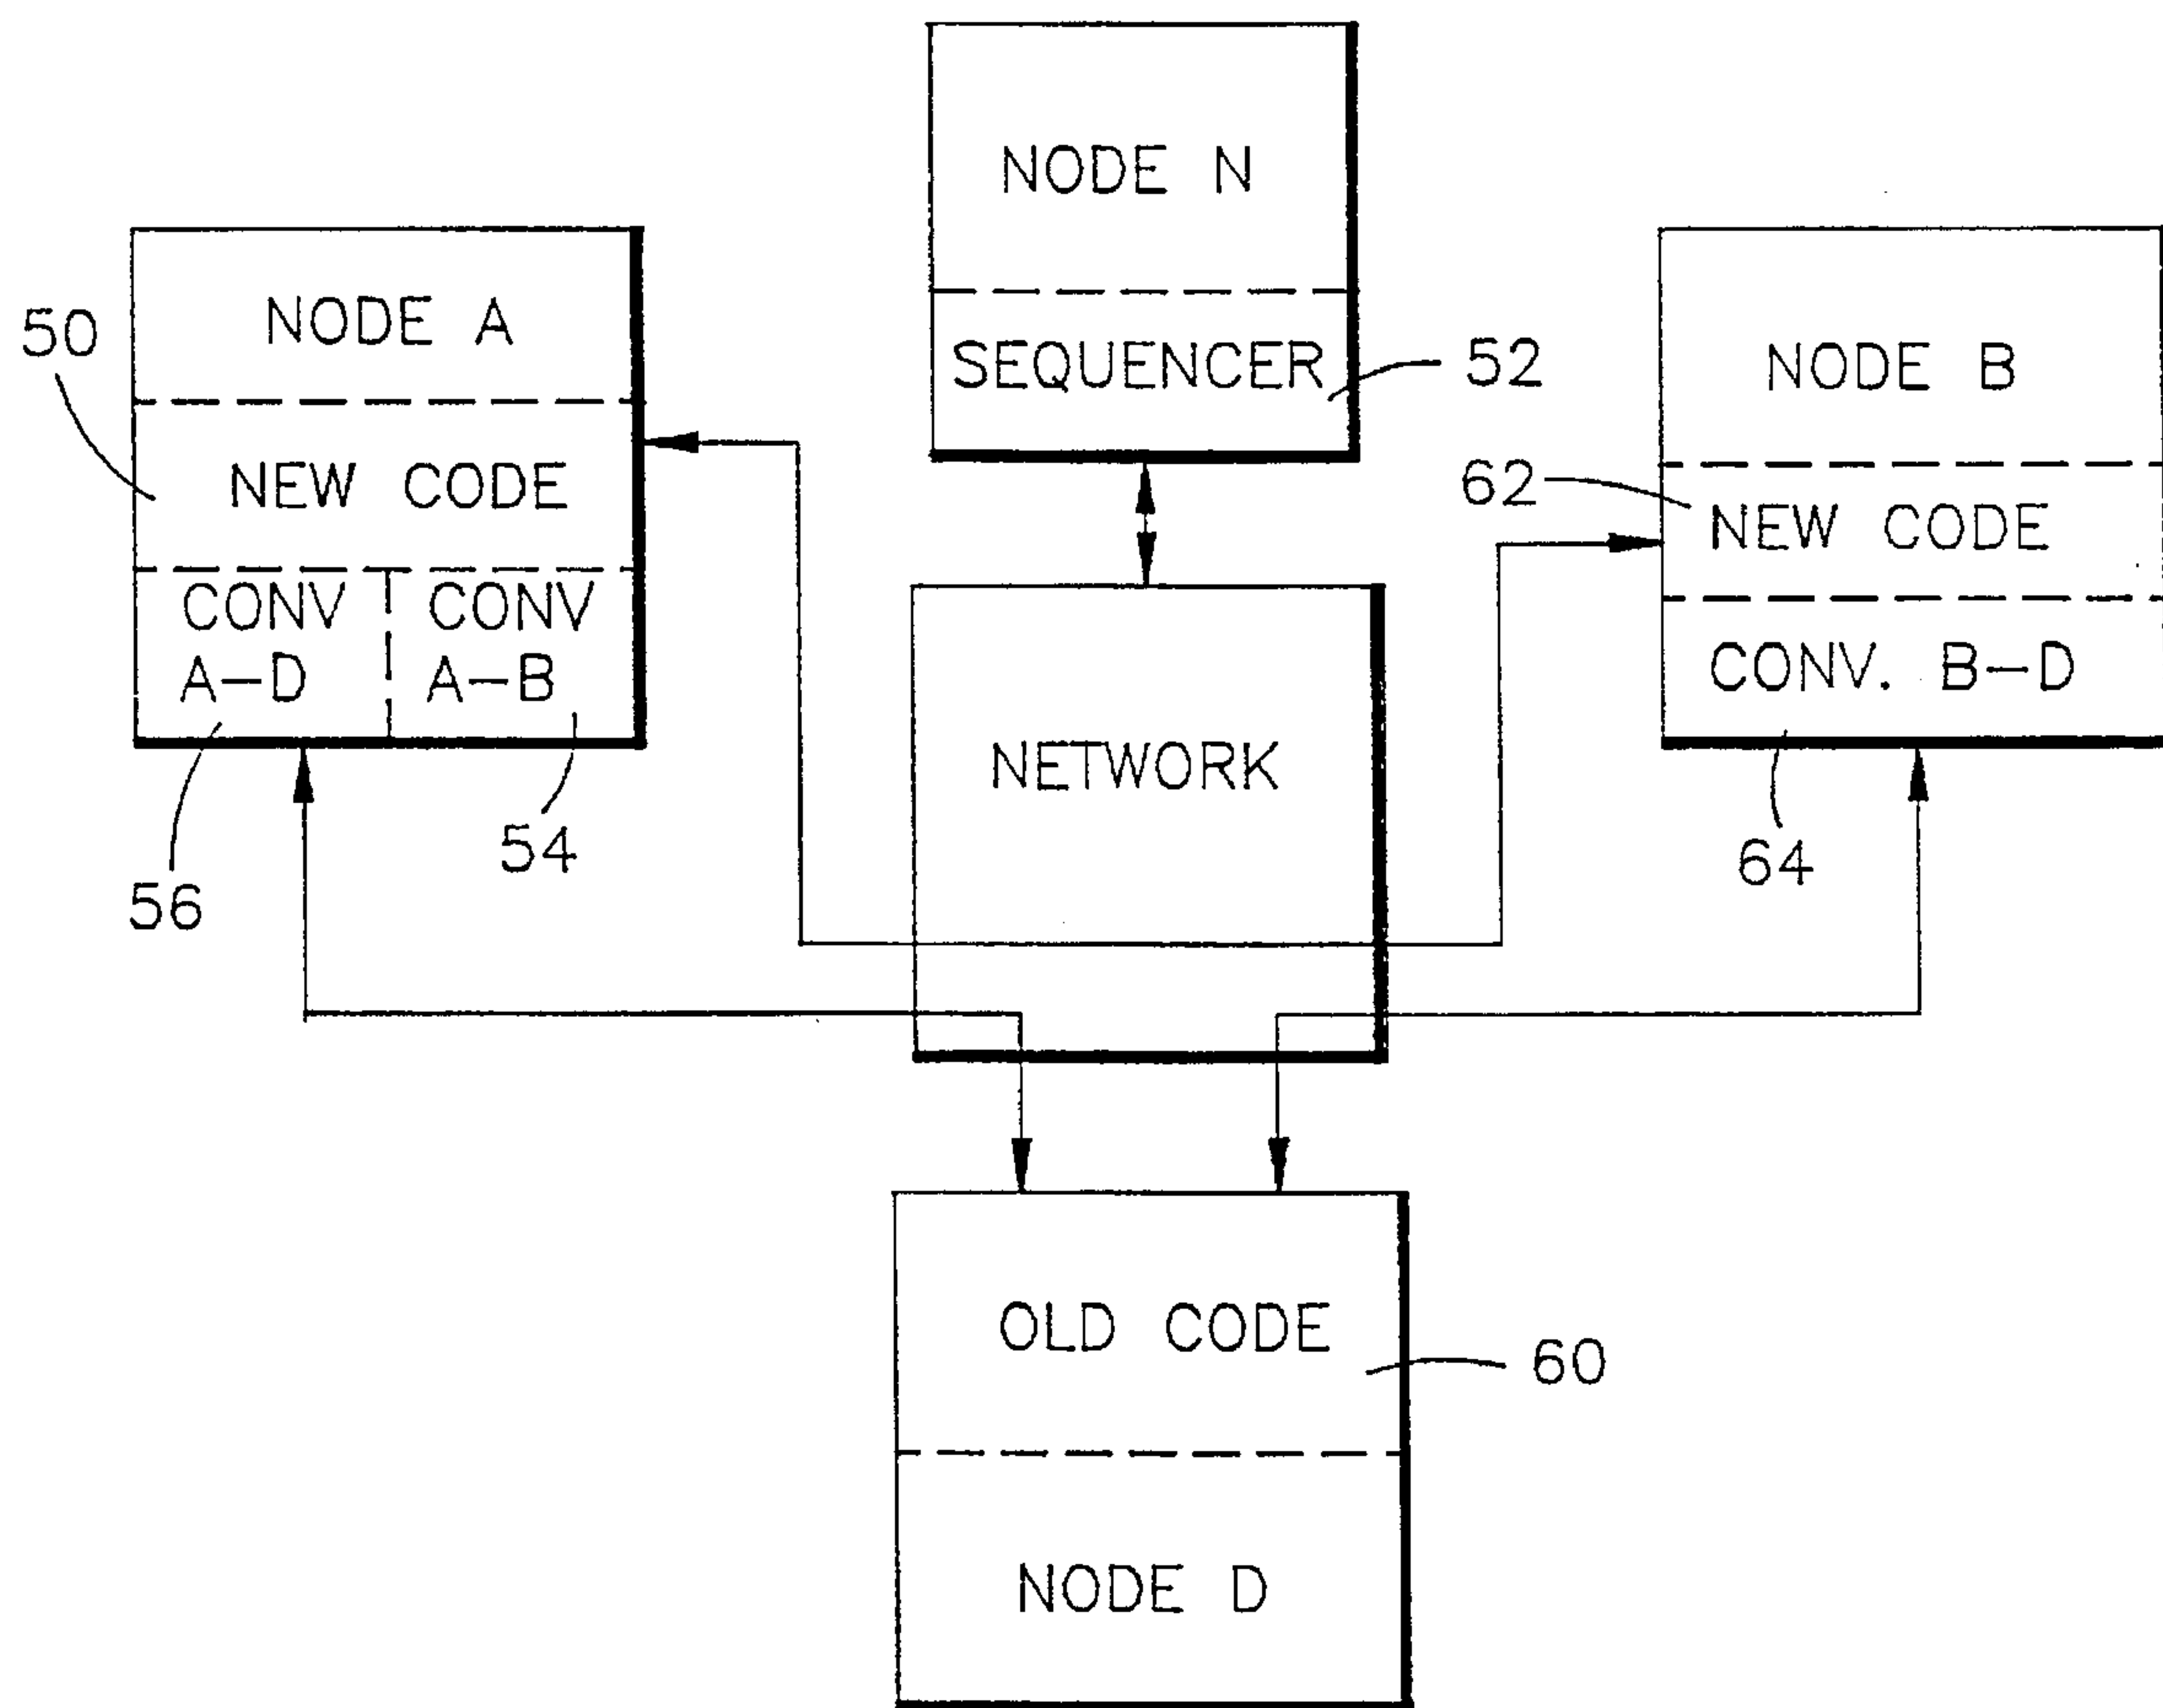 NODE N
SEQUENCER
52
NODE A
50
NEW CODE
CONV
A-D
CONV
A-B
56
54
NODE B
62
NEW CODE
CONV. B-D
64
NETWORK
OLD CODE
60
NODE D